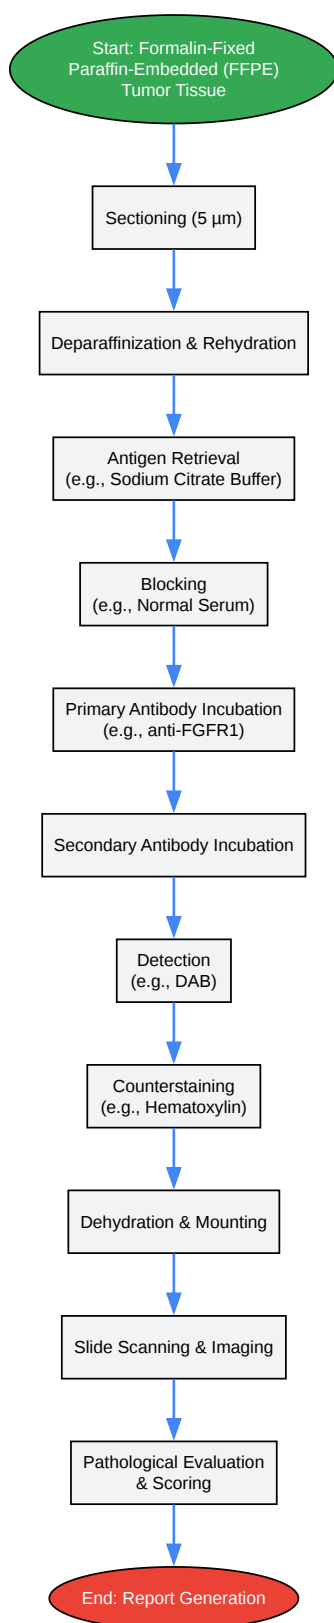 Start: Formalin-Fixed
Paraffin-Embedded (FFPE)
Tumor Tissue
Sectioning (5 µm)
Deparaffinization & Rehydration
Antigen Retrieval
(e.g., Sodium Citrate Buffer)
Blocking
(e.g., Normal Serum)
Primary Antibody Incubation
(e.g., anti-FGFR1)
Secondary Antibody Incubation
Detection
(e.g., DAB)
Counterstaining
(e.g., Hematoxylin)
Dehydration & Mounting
Slide Scanning & Imaging
Pathological Evaluation
& Scoring
End: Report Generation